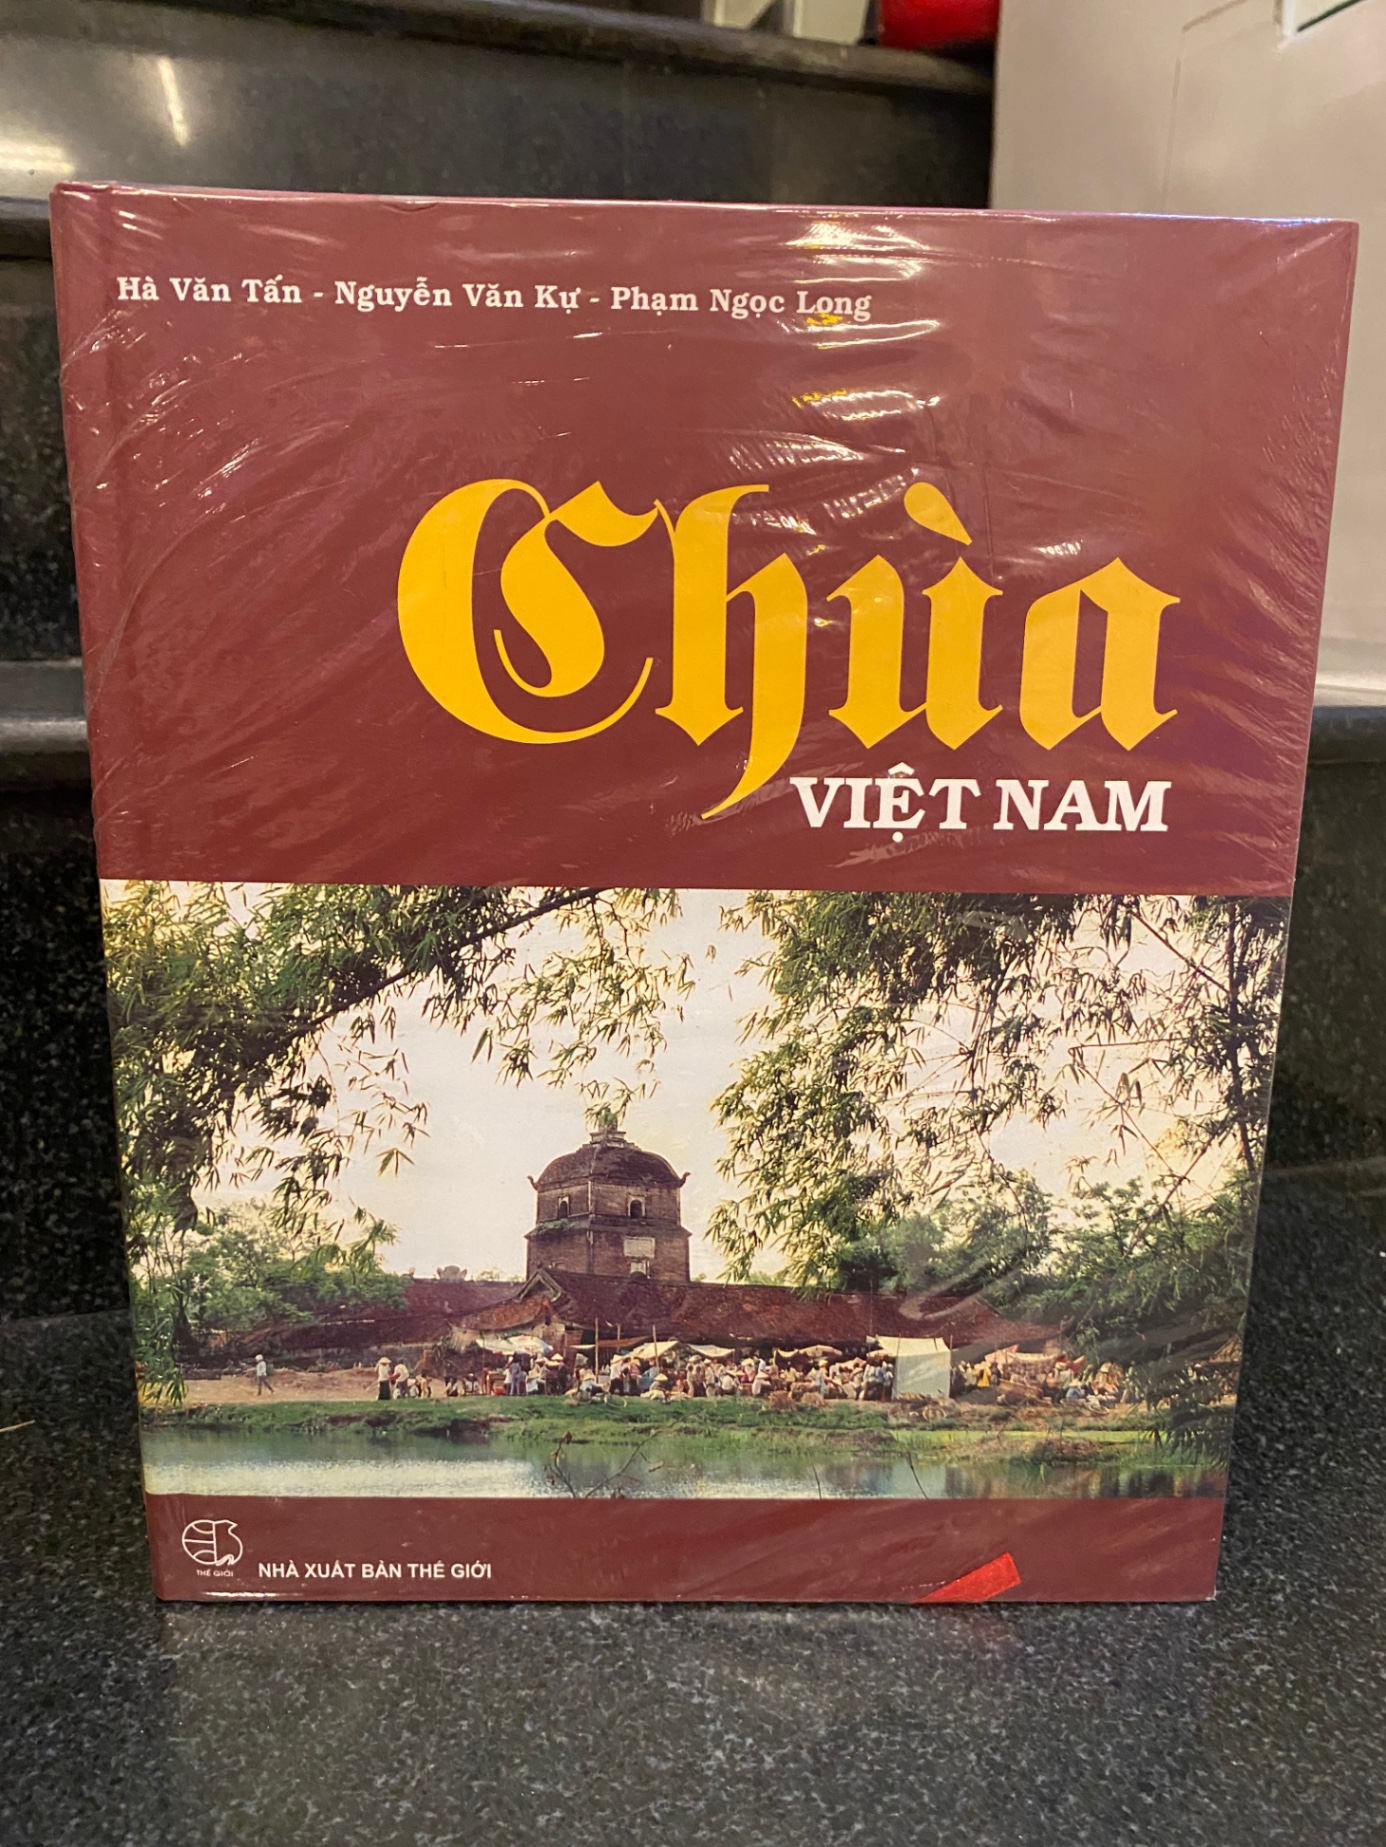 Hà Văn Tấn - Nguyễn Văn Kự - Phạm Ngọc Long
Chùa
VIỆT NAM
THẾ GIỚI
NHÀ XUẤT BẢN THẾ GIỚI